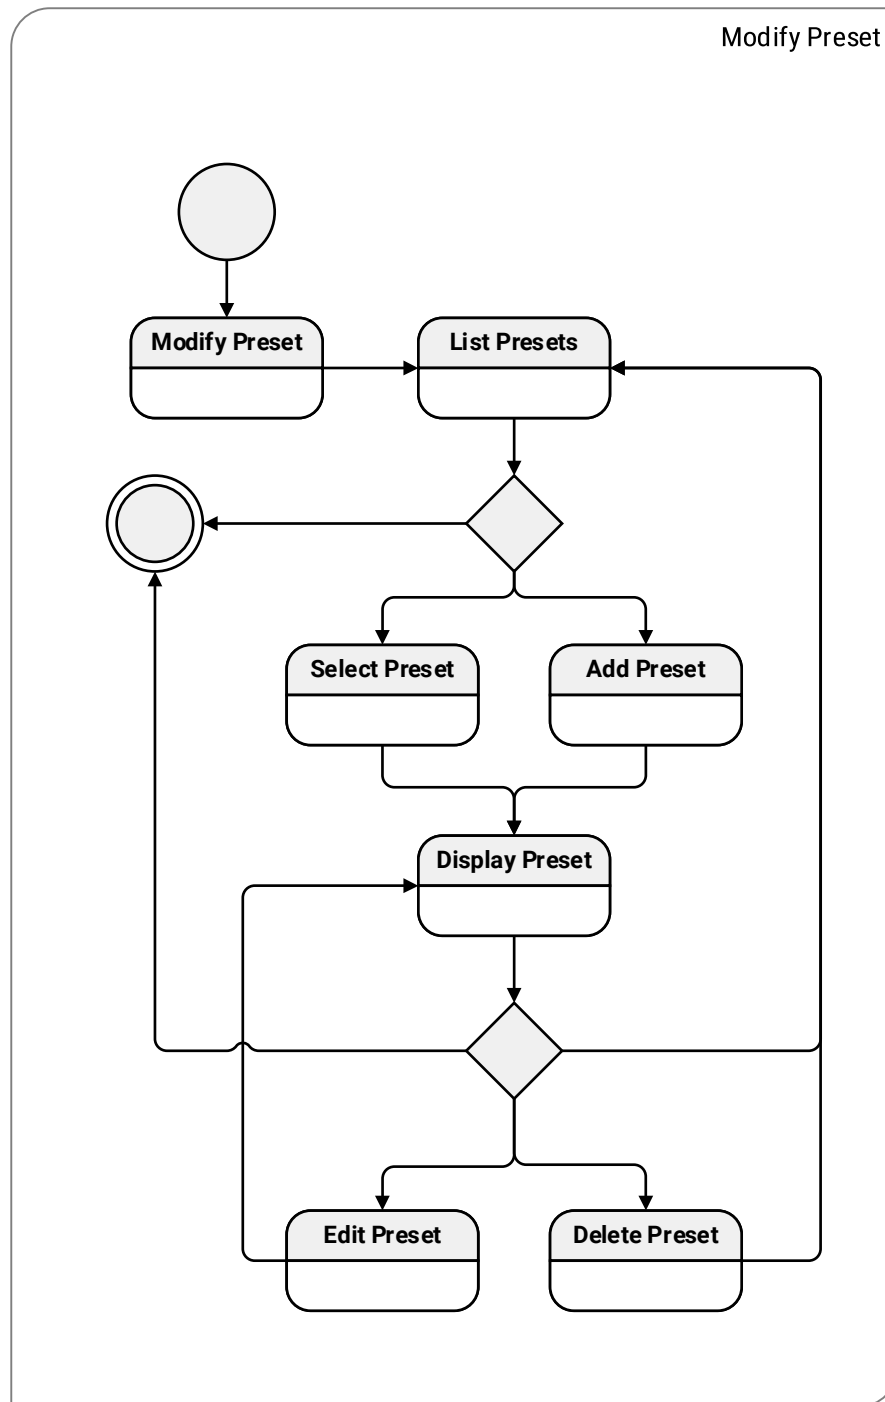 Modify Preset
Modify Preset
List Presets
Select Preset
Add Preset
Display Preset
Edit Preset
Delete Preset